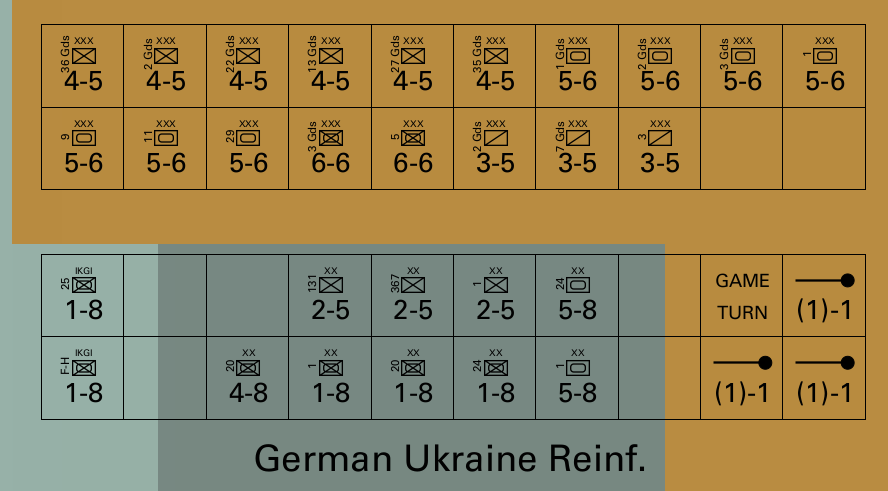 36 Gds XXX 2 Gds XXX 22 Gds XXX 13 Gds XXX 27 Gds XXX 35 Gds XXX 1 Gds XXX 2 Gds XXX 3 Gds XXX 1 XXX
4-5 4-5 4-5 4-5 4-5 4-5 5-6 5-6 5-6 5-6
9 XXX 11 XXX 29 XXX 3 Gds XXX 5 XXX 2 Gds XXX 7 Gds XXX 3 XXX
5-6 5-6 5-6 6-6 6-6 3-5 3-5 3-5
25 IKGI 131 XX 367 XX 1 XX 24 XX GAME
1-8 2-5 2-5 2-5 5-8 TURN (1)-1
F-H IKGI 20 XX 1 XX 20 XX 24 XX 1 XX
1-8 4-8 1-8 1-8 1-8 5-8 (1)-1 (1)-1
German Ukraine Reinf.